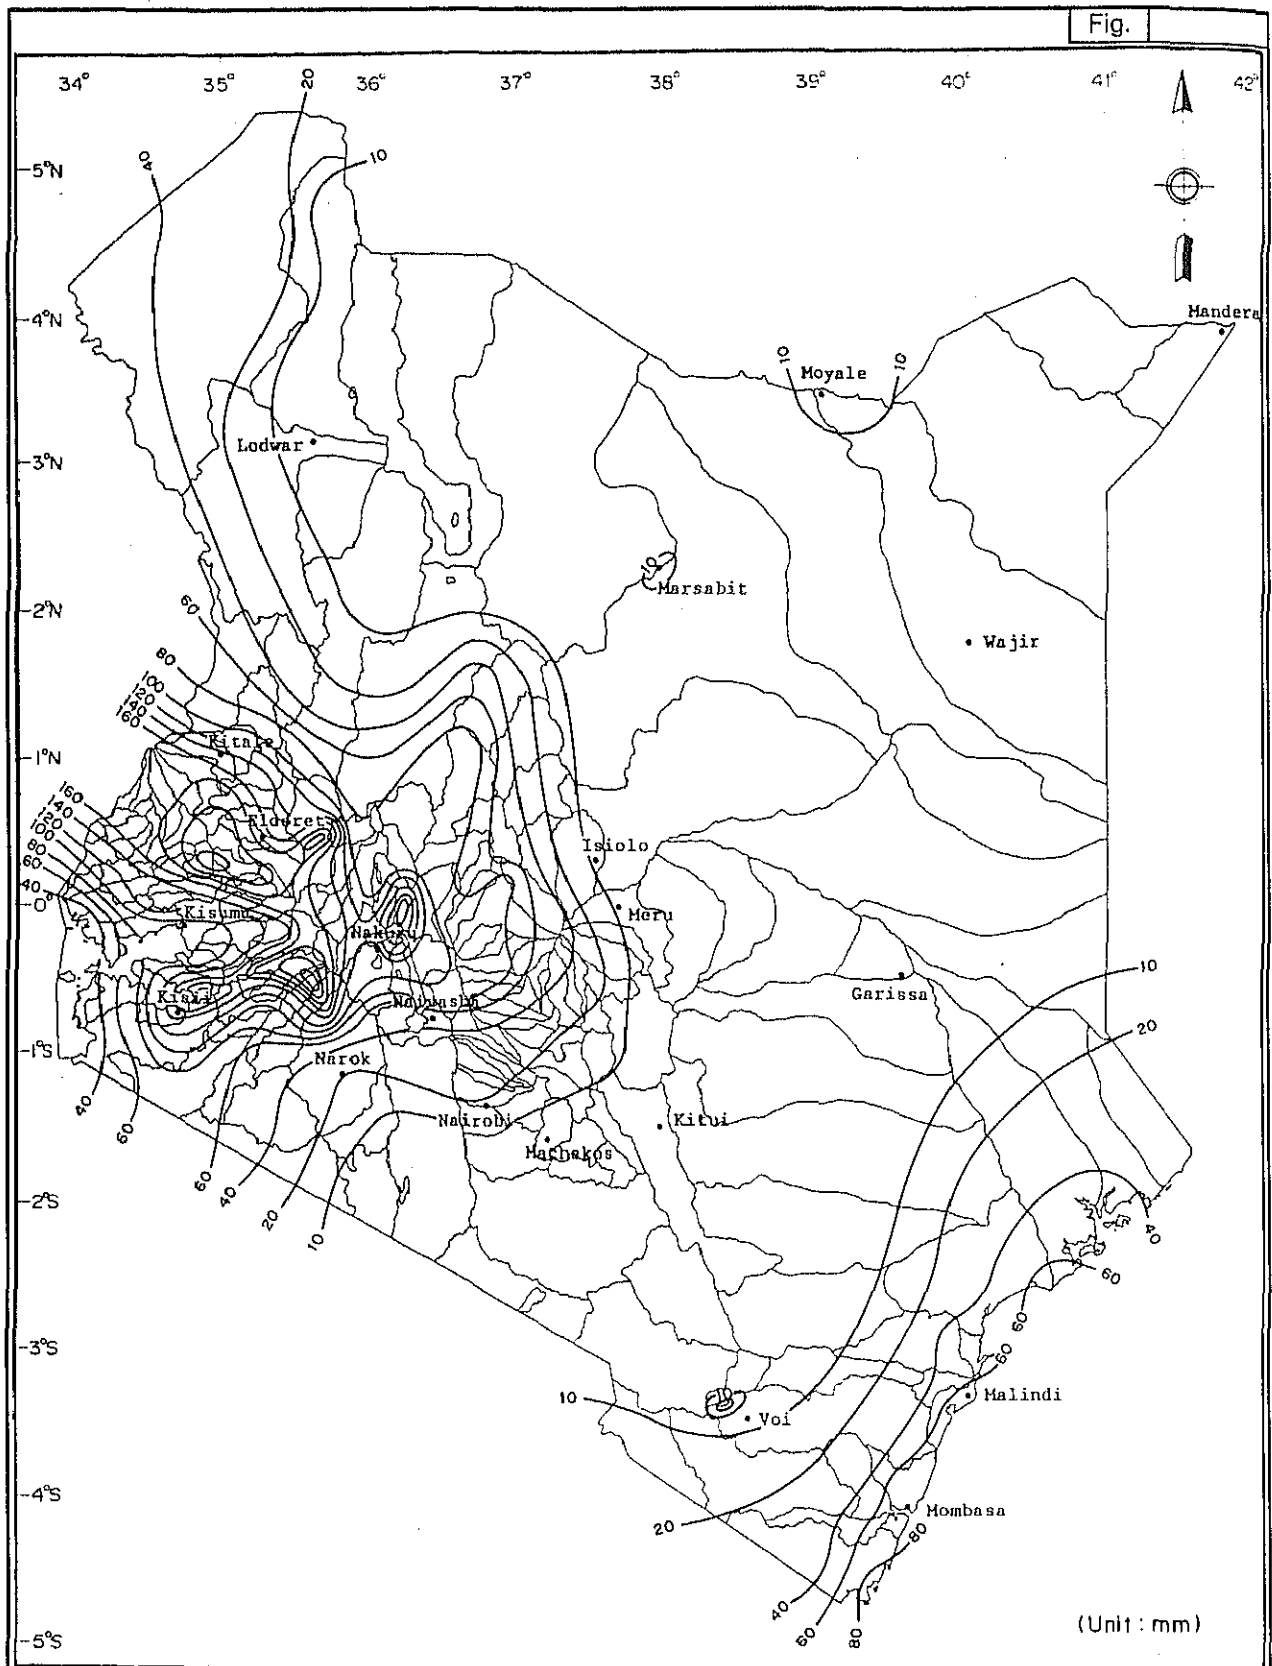 Fig.
34° 35° 36° 37° 38° 39° 40° 41° 42°
20
40
10
5°N
4°N
Mandera
10
10
Moyale
Lodwar
3°N
10
Marsabit
2°N
60
Wajir
80
100
120
140
160
Kitale
1°N
160
140
120
100
80
60
40
Eldoret
Isiolo
0°
Kisumu
Meru
Nakuru
10
Kisii
Naivasha
Garissa
20
1°S
Narok
40
60
Nairobi
Kitui
Machakos
60
40
20
10
2°S
40
60
60
3°S
60
10
Voi
Malindi
4°S
20
Mombasa
80
40
60
80
(Unit : mm)
5°S